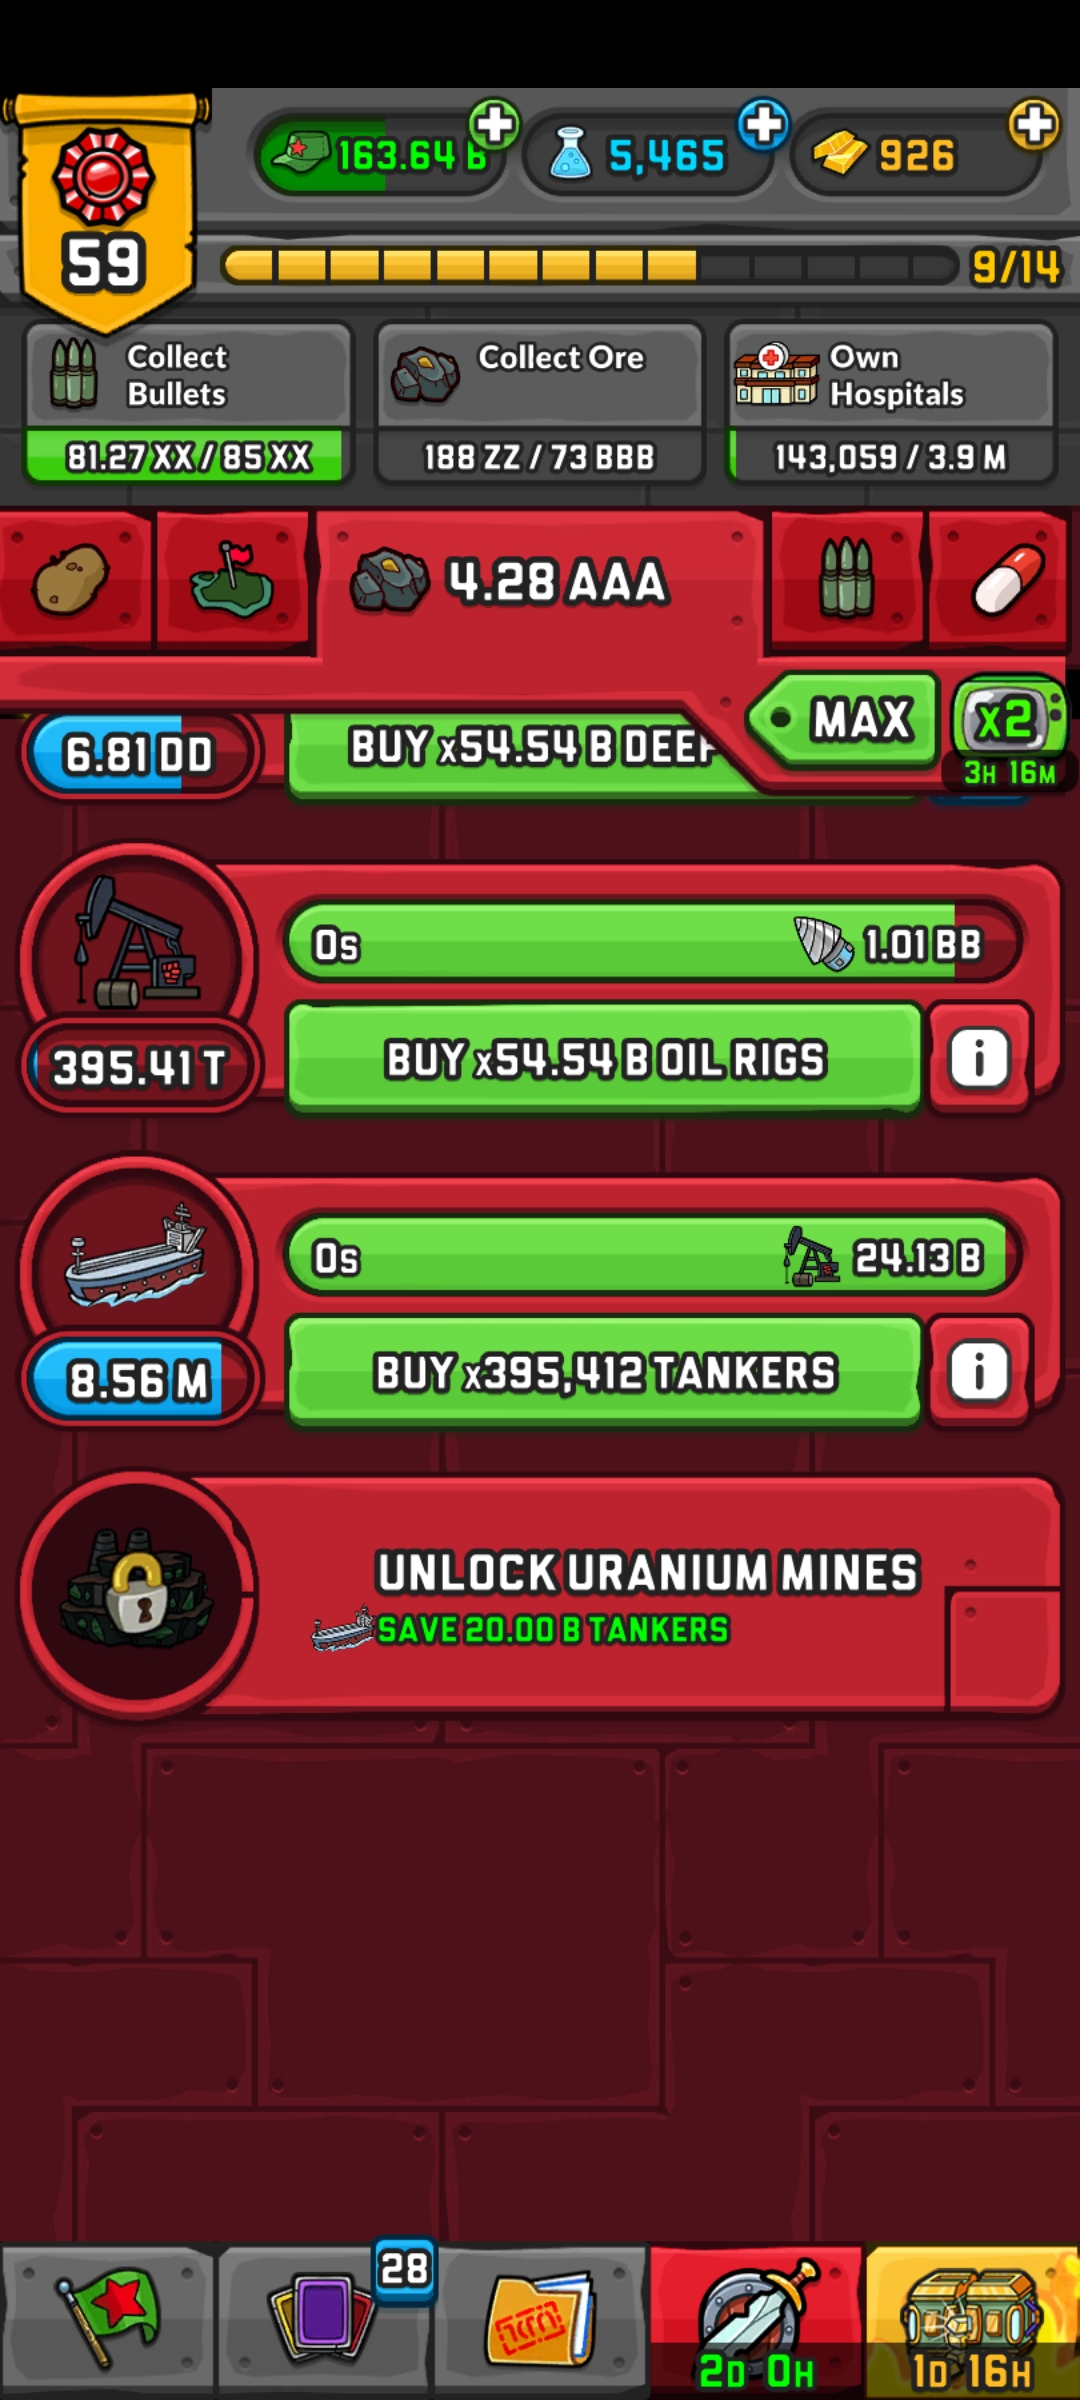 163.64 B
5,465
926
59
9/14
Collect
Bullets
81.27 XX / 85 XX
Collect Ore
188 ZZ / 73 BBB
Own
Hospitals
143,059 / 3.9 M
4.28 AAA
MAX
x2
3H 16M
6.81 DD
BUY x54.54 B DEEP
0s
1.01 BB
395.41 T
BUY x54.54 B OIL RIGS
i
0s
24.13 B
8.56 M
BUY x395,412 TANKERS
i
UNLOCK URANIUM MINES
SAVE 20.00 B TANKERS
28
2D 0H
1D 16H